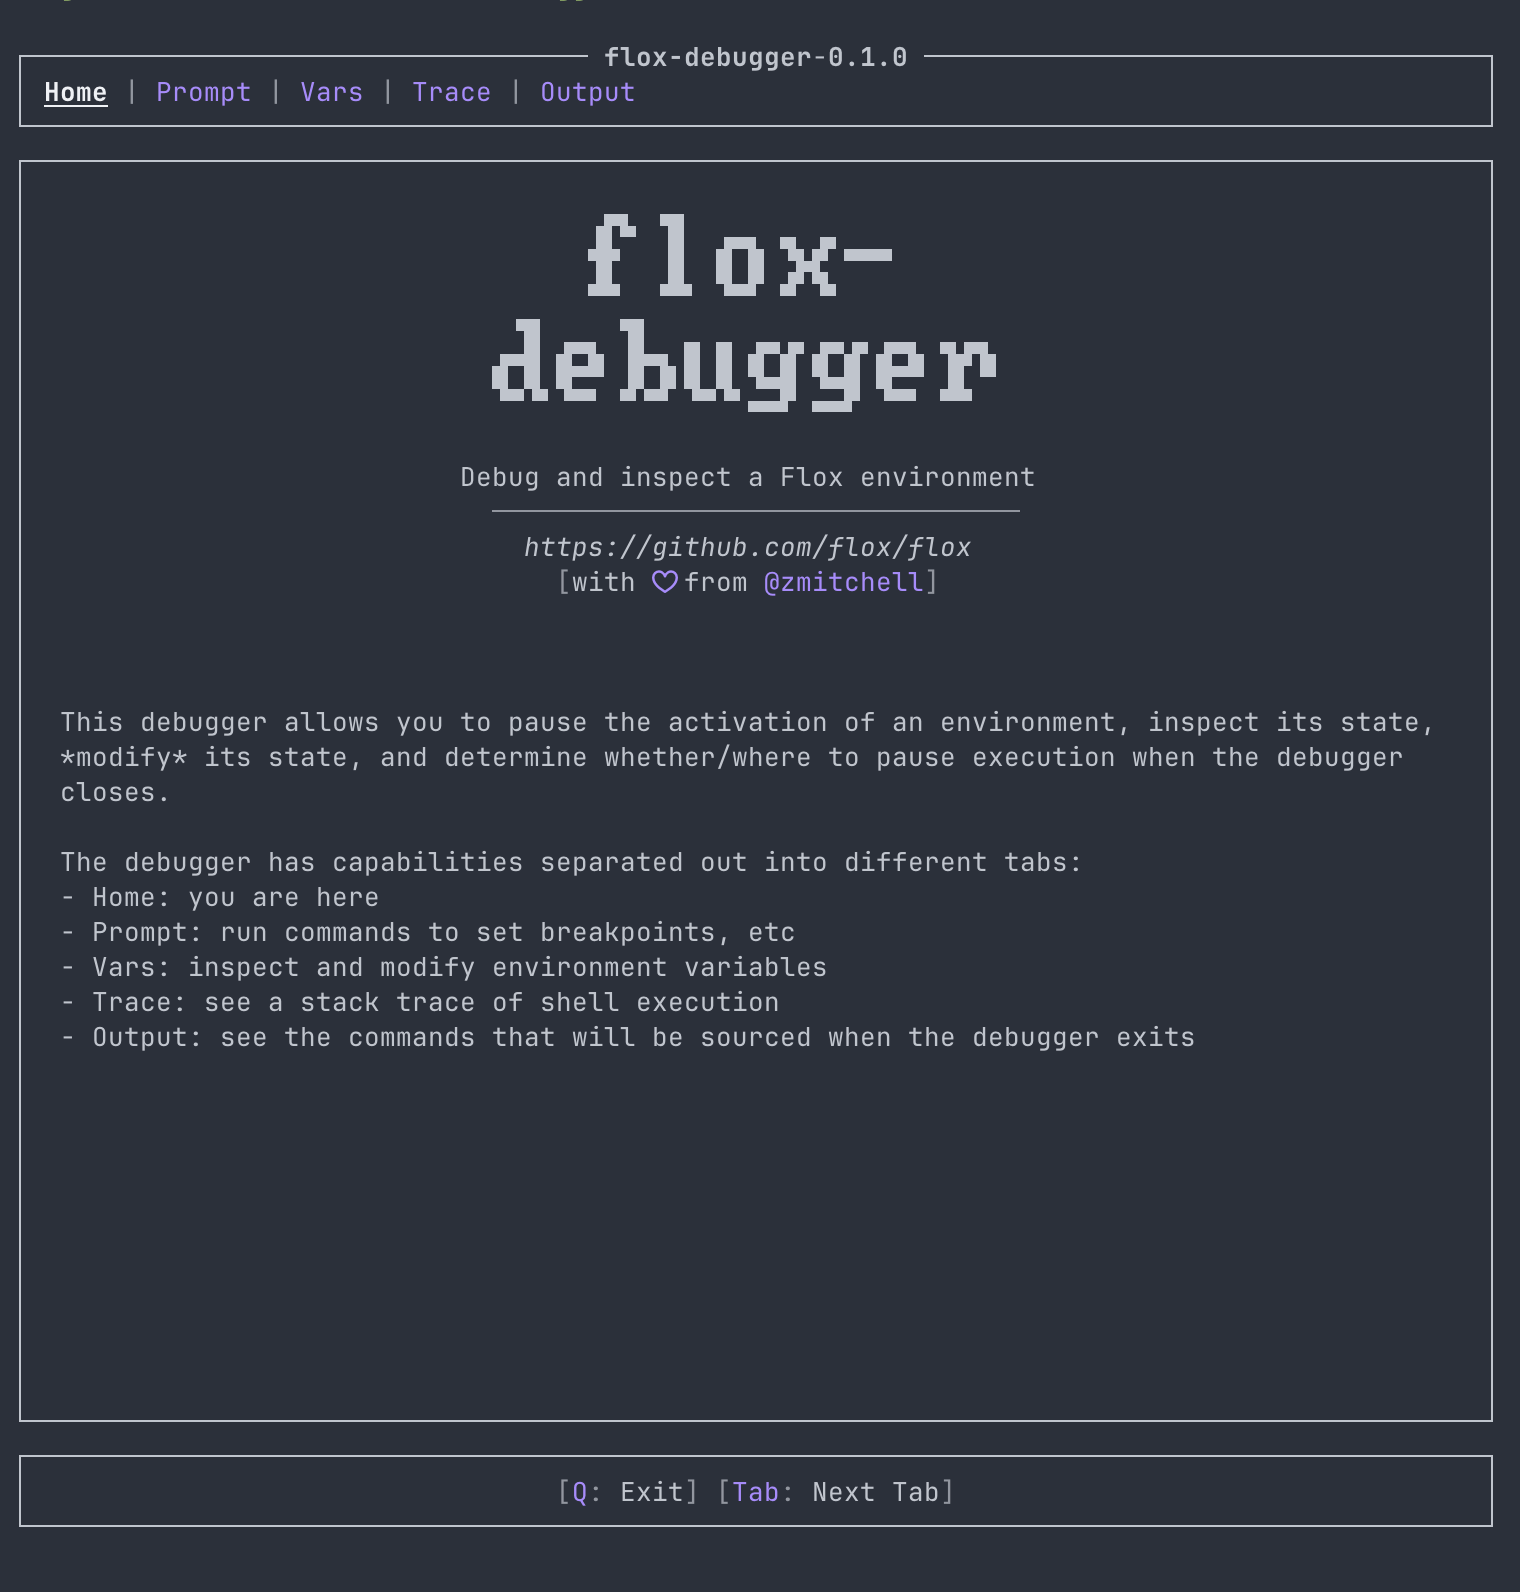 flox-debugger-0.1.0
Home | Prompt | Vars | Trace | Output
flox-
debugger
Debug and inspect a Flox environment
https://github.com/flox/flox
[with ♡ from @zmitchell]
This debugger allows you to pause the activation of an environment, inspect its state,
*modify* its state, and determine whether/where to pause execution when the debugger
closes.
The debugger has capabilities separated out into different tabs:
- Home: you are here
- Prompt: run commands to set breakpoints, etc
- Vars: inspect and modify environment variables
- Trace: see a stack trace of shell execution
- Output: see the commands that will be sourced when the debugger exits
[Q: Exit] [Tab: Next Tab]